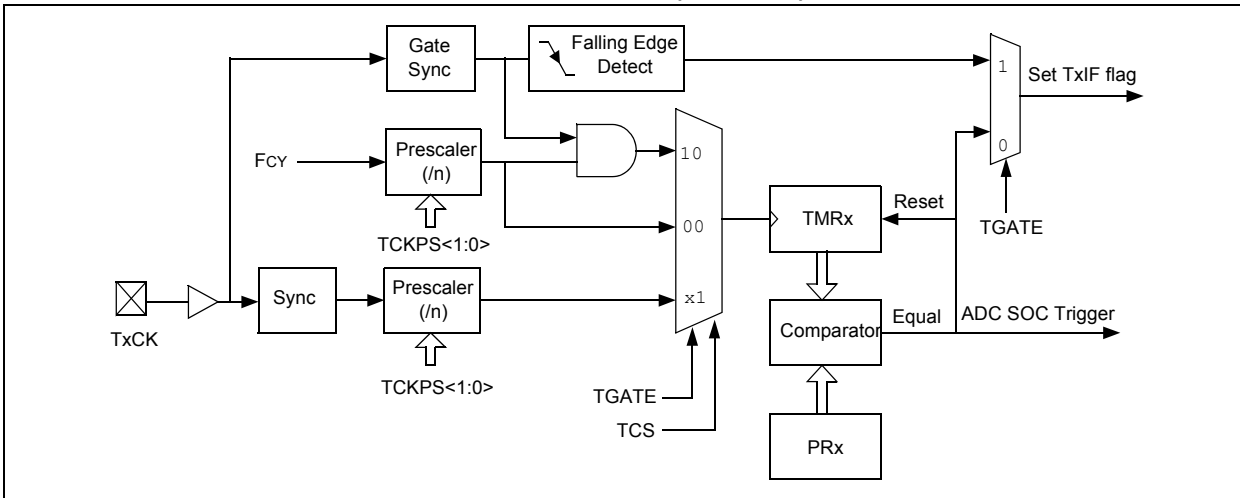 Gate
Sync
Falling Edge
Detect
1
Set TxIF flag
0
TGATE
FCY
Prescaler
(/n)
TCKPS<1:0>
10
00
x1
TMRx
Reset
TxCK
Sync
Prescaler
(/n)
TCKPS<1:0>
Comparator
Equal
ADC SOC Trigger
TGATE
TCS
PRx